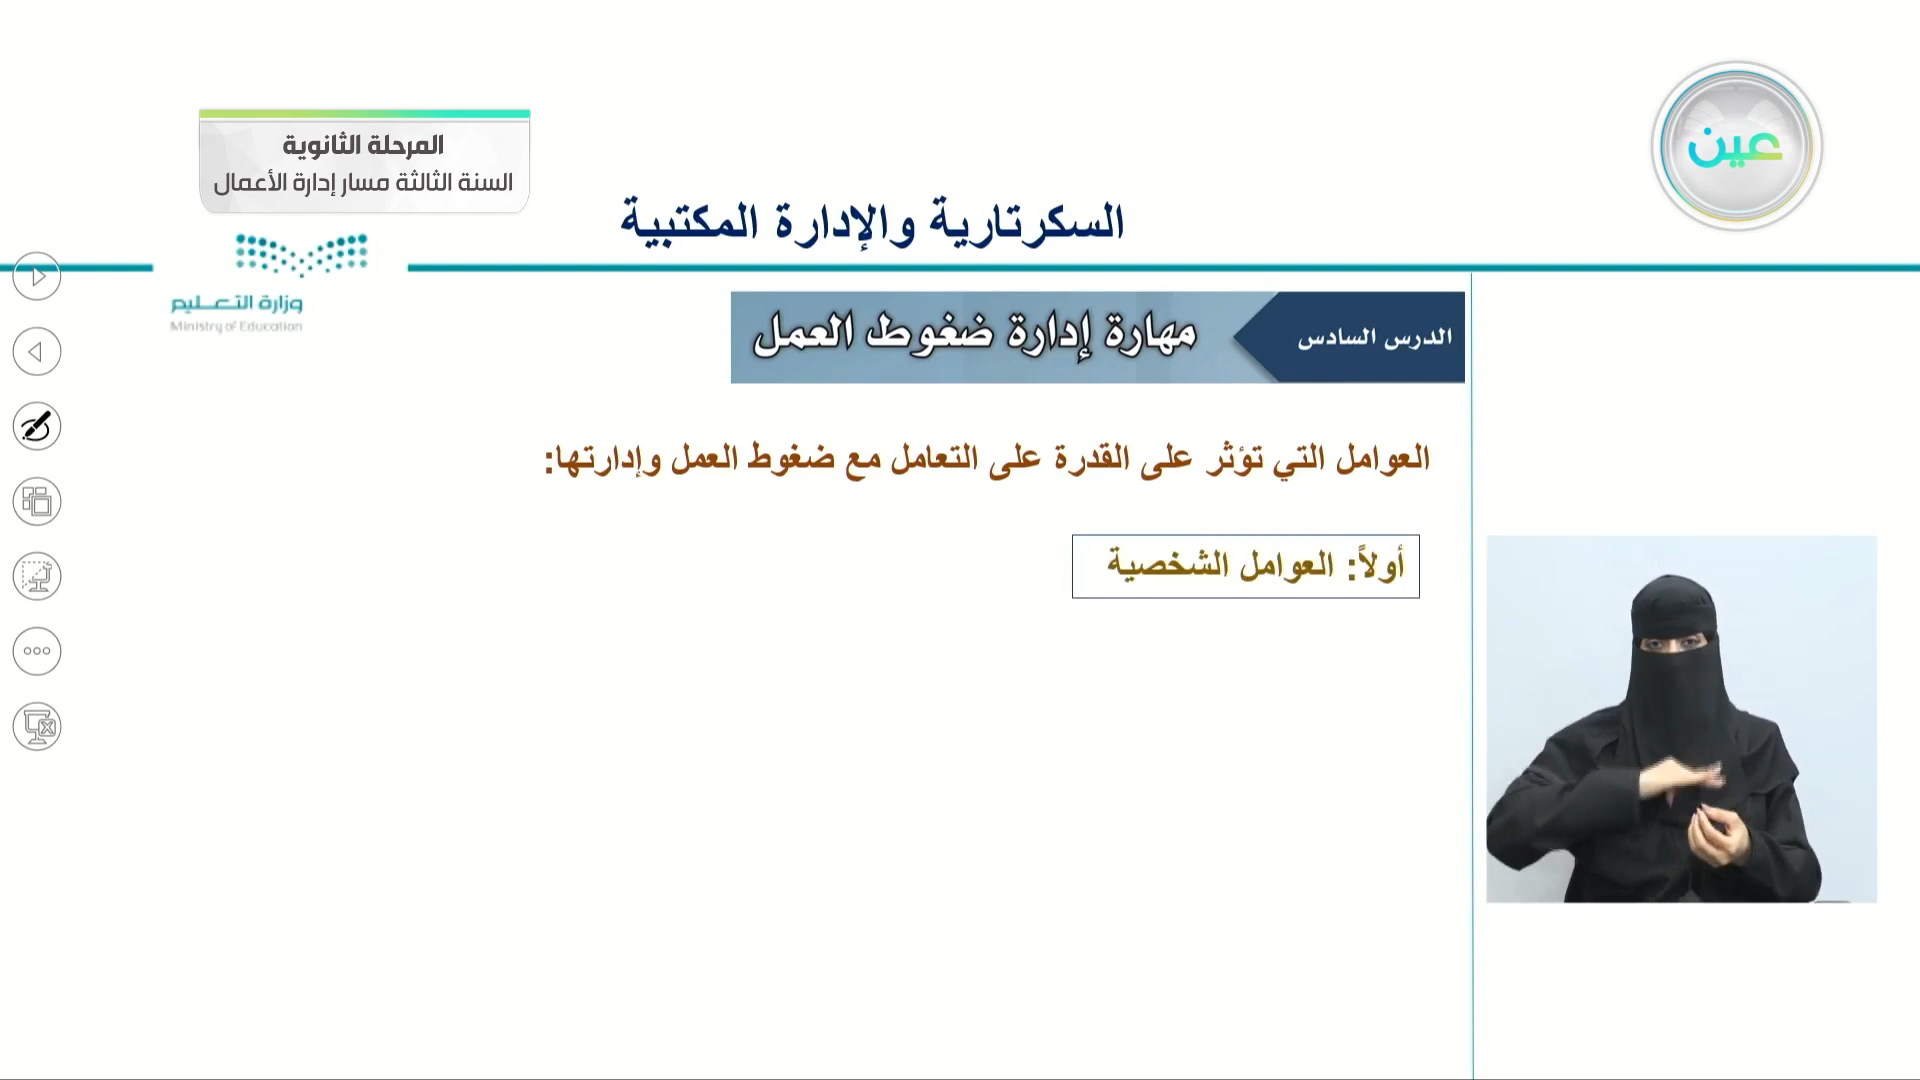 المرحلة الثانوية
السنة الثالثة مسار إدارة الأعمال
عين
السكرتارية والإدارة المكتبية
وزارة التعليم
Ministry of Education
الدرس السادس
مهارة إدارة ضغوط العمل
العوامل التي تؤثر على القدرة على التعامل مع ضغوط العمل وإدارتها:
أولاً: العوامل الشخصية